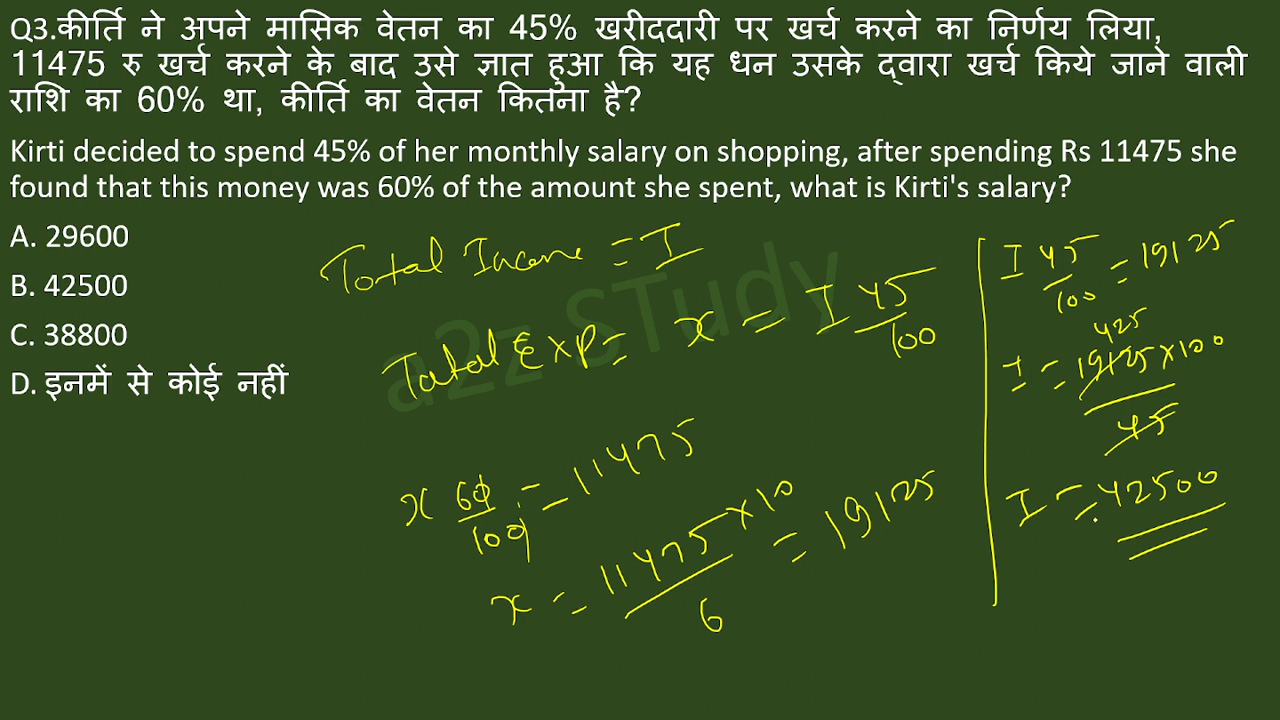 Q3.कीर्ति ने अपने मासिक वेतन का 45% खरीददारी पर खर्च करने का निर्णय लिया,
11475 रु खर्च करने के बाद उसे ज्ञात हुआ कि यह धन उसके द्वारा खर्च किये जाने वाली
राशि का 60% था, कीर्ति का वेतन कितना है?
Kirti decided to spend 45% of her monthly salary on shopping, after spending Rs 11475 she
found that this money was 60% of the amount she spent, what is Kirti's salary?
A. 29600
B. 42500
C. 38800
D. इनमें से कोई नहीं
a2z STudy
Total Income = I
Total Exp = x = I 45/100
x 60/100 = 11475
x = 11475 × 10 / 6 = 19125
I 45/100 = 19125
425
I = 19125 × 100 / 45
I = 42500